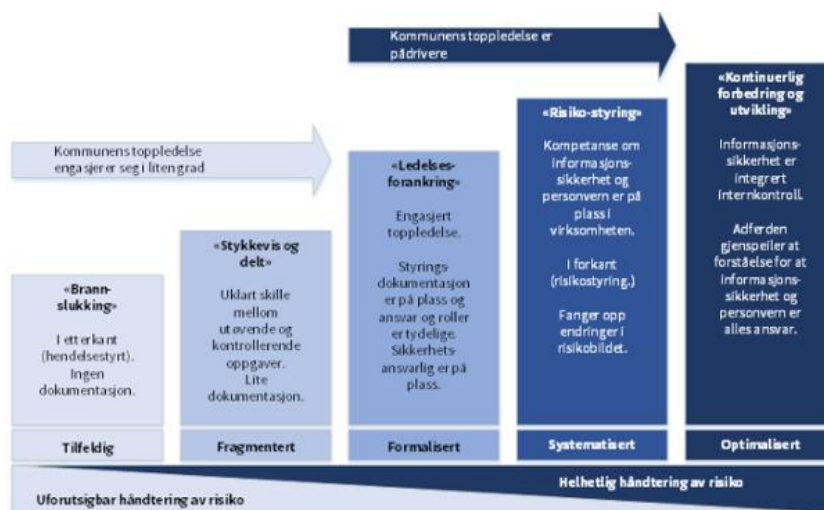 Kommunens toppledelse er
pådrivere
Kommunens toppledelse
engasjerer seg i liten grad
«Brann-
slukking»
I etterkant
(hendelsestyrt).
Ingen
dokumentasjon.
Tilfeldig
«Stykkevis og
delt»
Uklart skille
mellom
utøvende og
kontrollerende
oppgaver.
Lite
dokumentasjon.
Fragmentert
«Ledelses-
forankring»
Engasjert
toppledelse.
Styrings-
dokumentasjon
er på plass og
ansvar og roller
er tydelige.
Sikkerhets-
ansvarlig er på
plass.
Formalisert
«Risiko-styring»
Kompetanse om
informasjons-
sikkerhet og
personvern er på
plass i
virksomheten.
I forkant
(risikostyring.)
Fanger opp
endringer i
risikobildet.
Systematisert
«Kontinuerlig
forbedring og
utvikling»
Informasjons-
sikkerhet er
integrert
internkontroll.
Adferden
gjenspeiler at
forståelse for at
informasjons-
sikkerhet og
personvern er
alles ansvar.
Optimalisert
Helhetlig håndtering av risiko
Uforutsigbar håndtering av risiko